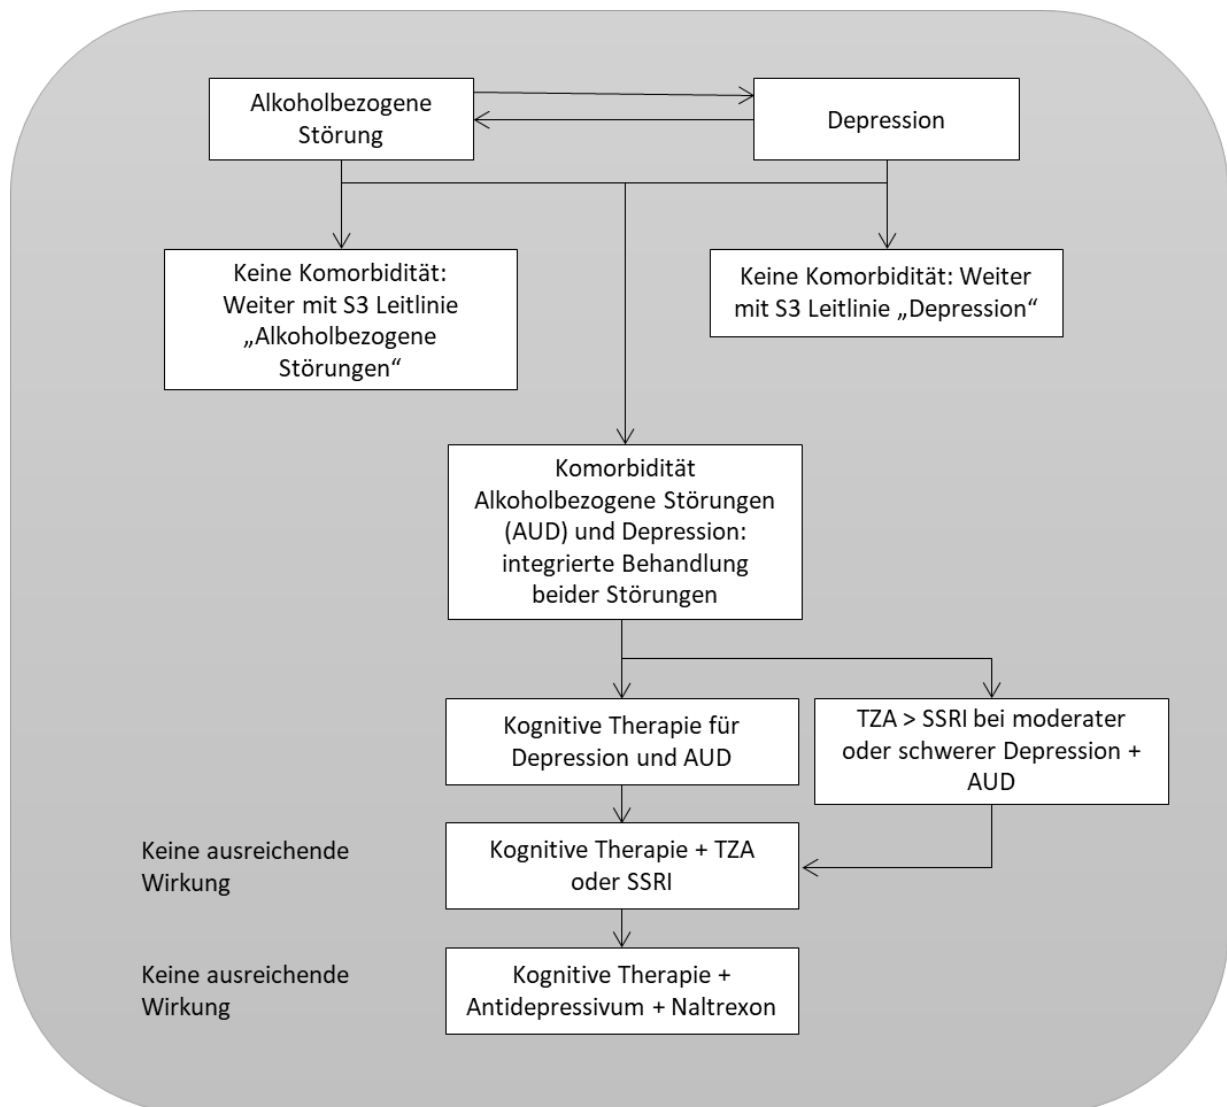 Alkoholbezogene
Störung
Depression
Keine Komorbidität:
Weiter mit S3 Leitlinie
„Alkoholbezogene
Störungen“
Keine Komorbidität: Weiter
mit S3 Leitlinie „Depression“
Komorbidität
Alkoholbezogene Störungen
(AUD) und Depression:
integrierte Behandlung
beider Störungen
Kognitive Therapie für
Depression und AUD
TZA > SSRI bei moderater
oder schwerer Depression +
AUD
Keine ausreichende
Wirkung
Kognitive Therapie + TZA
oder SSRI
Keine ausreichende
Wirkung
Kognitive Therapie +
Antidepressivum + Naltrexon